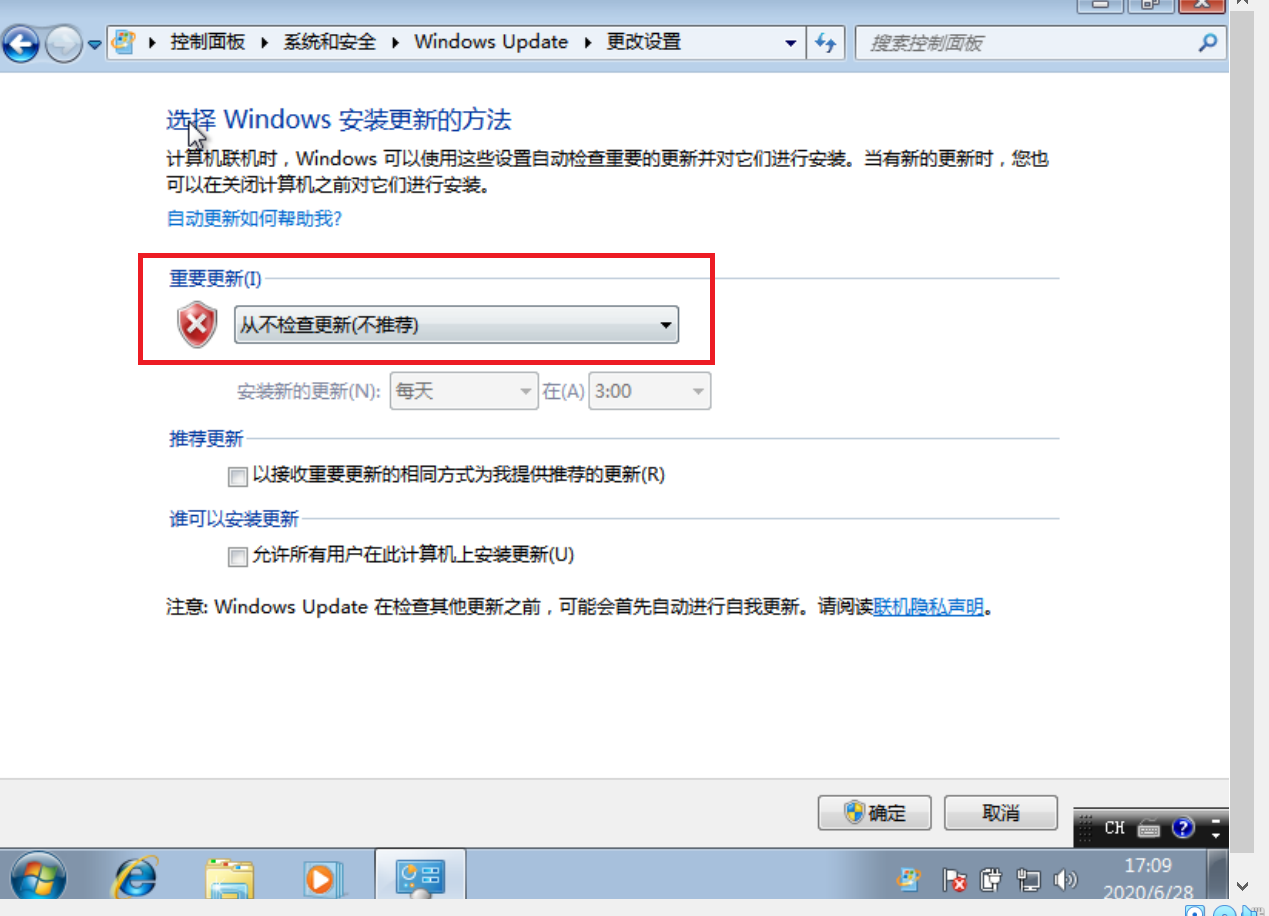 控制面板 系统和安全 Windows Update 更改设置
搜索控制面板
选择 Windows 安装更新的方法
计算机联机时，Windows 可以使用这些设置自动检查重要的更新并对它们进行安装。当有新的更新时，您也
可以在关闭计算机之前对它们进行安装。
自动更新如何帮助我?
重要更新(I)
从不检查更新(不推荐)
安装新的更新(N): 每天 在(A) 3:00
推荐更新
以接收重要更新的相同方式为我提供推荐的更新(R)
谁可以安装更新
允许所有用户在此计算机上安装更新(U)
注意: Windows Update 在检查其他更新之前，可能会首先自动进行自我更新。请阅读联机隐私声明。
确定 取消
CH
17:09
2020/6/28